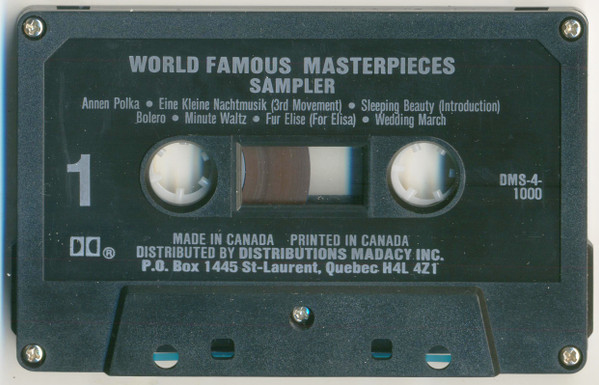 WORLD FAMOUS MASTERPIECES
SAMPLER
Annen Polka • Eine Kleine Nachtmusik (3rd Movement) • Sleeping Beauty (Introduction)
Bolero • Minute Waltz • Fur Elise (For Elisa) • Wedding March
1
DMS-4-
1000
MADE IN CANADA PRINTED IN CANADA
DISTRIBUTED BY DISTRIBUTIONS MADACY INC.
P.O. Box 1445 St-Laurent, Quebec H4L 4Z1
®